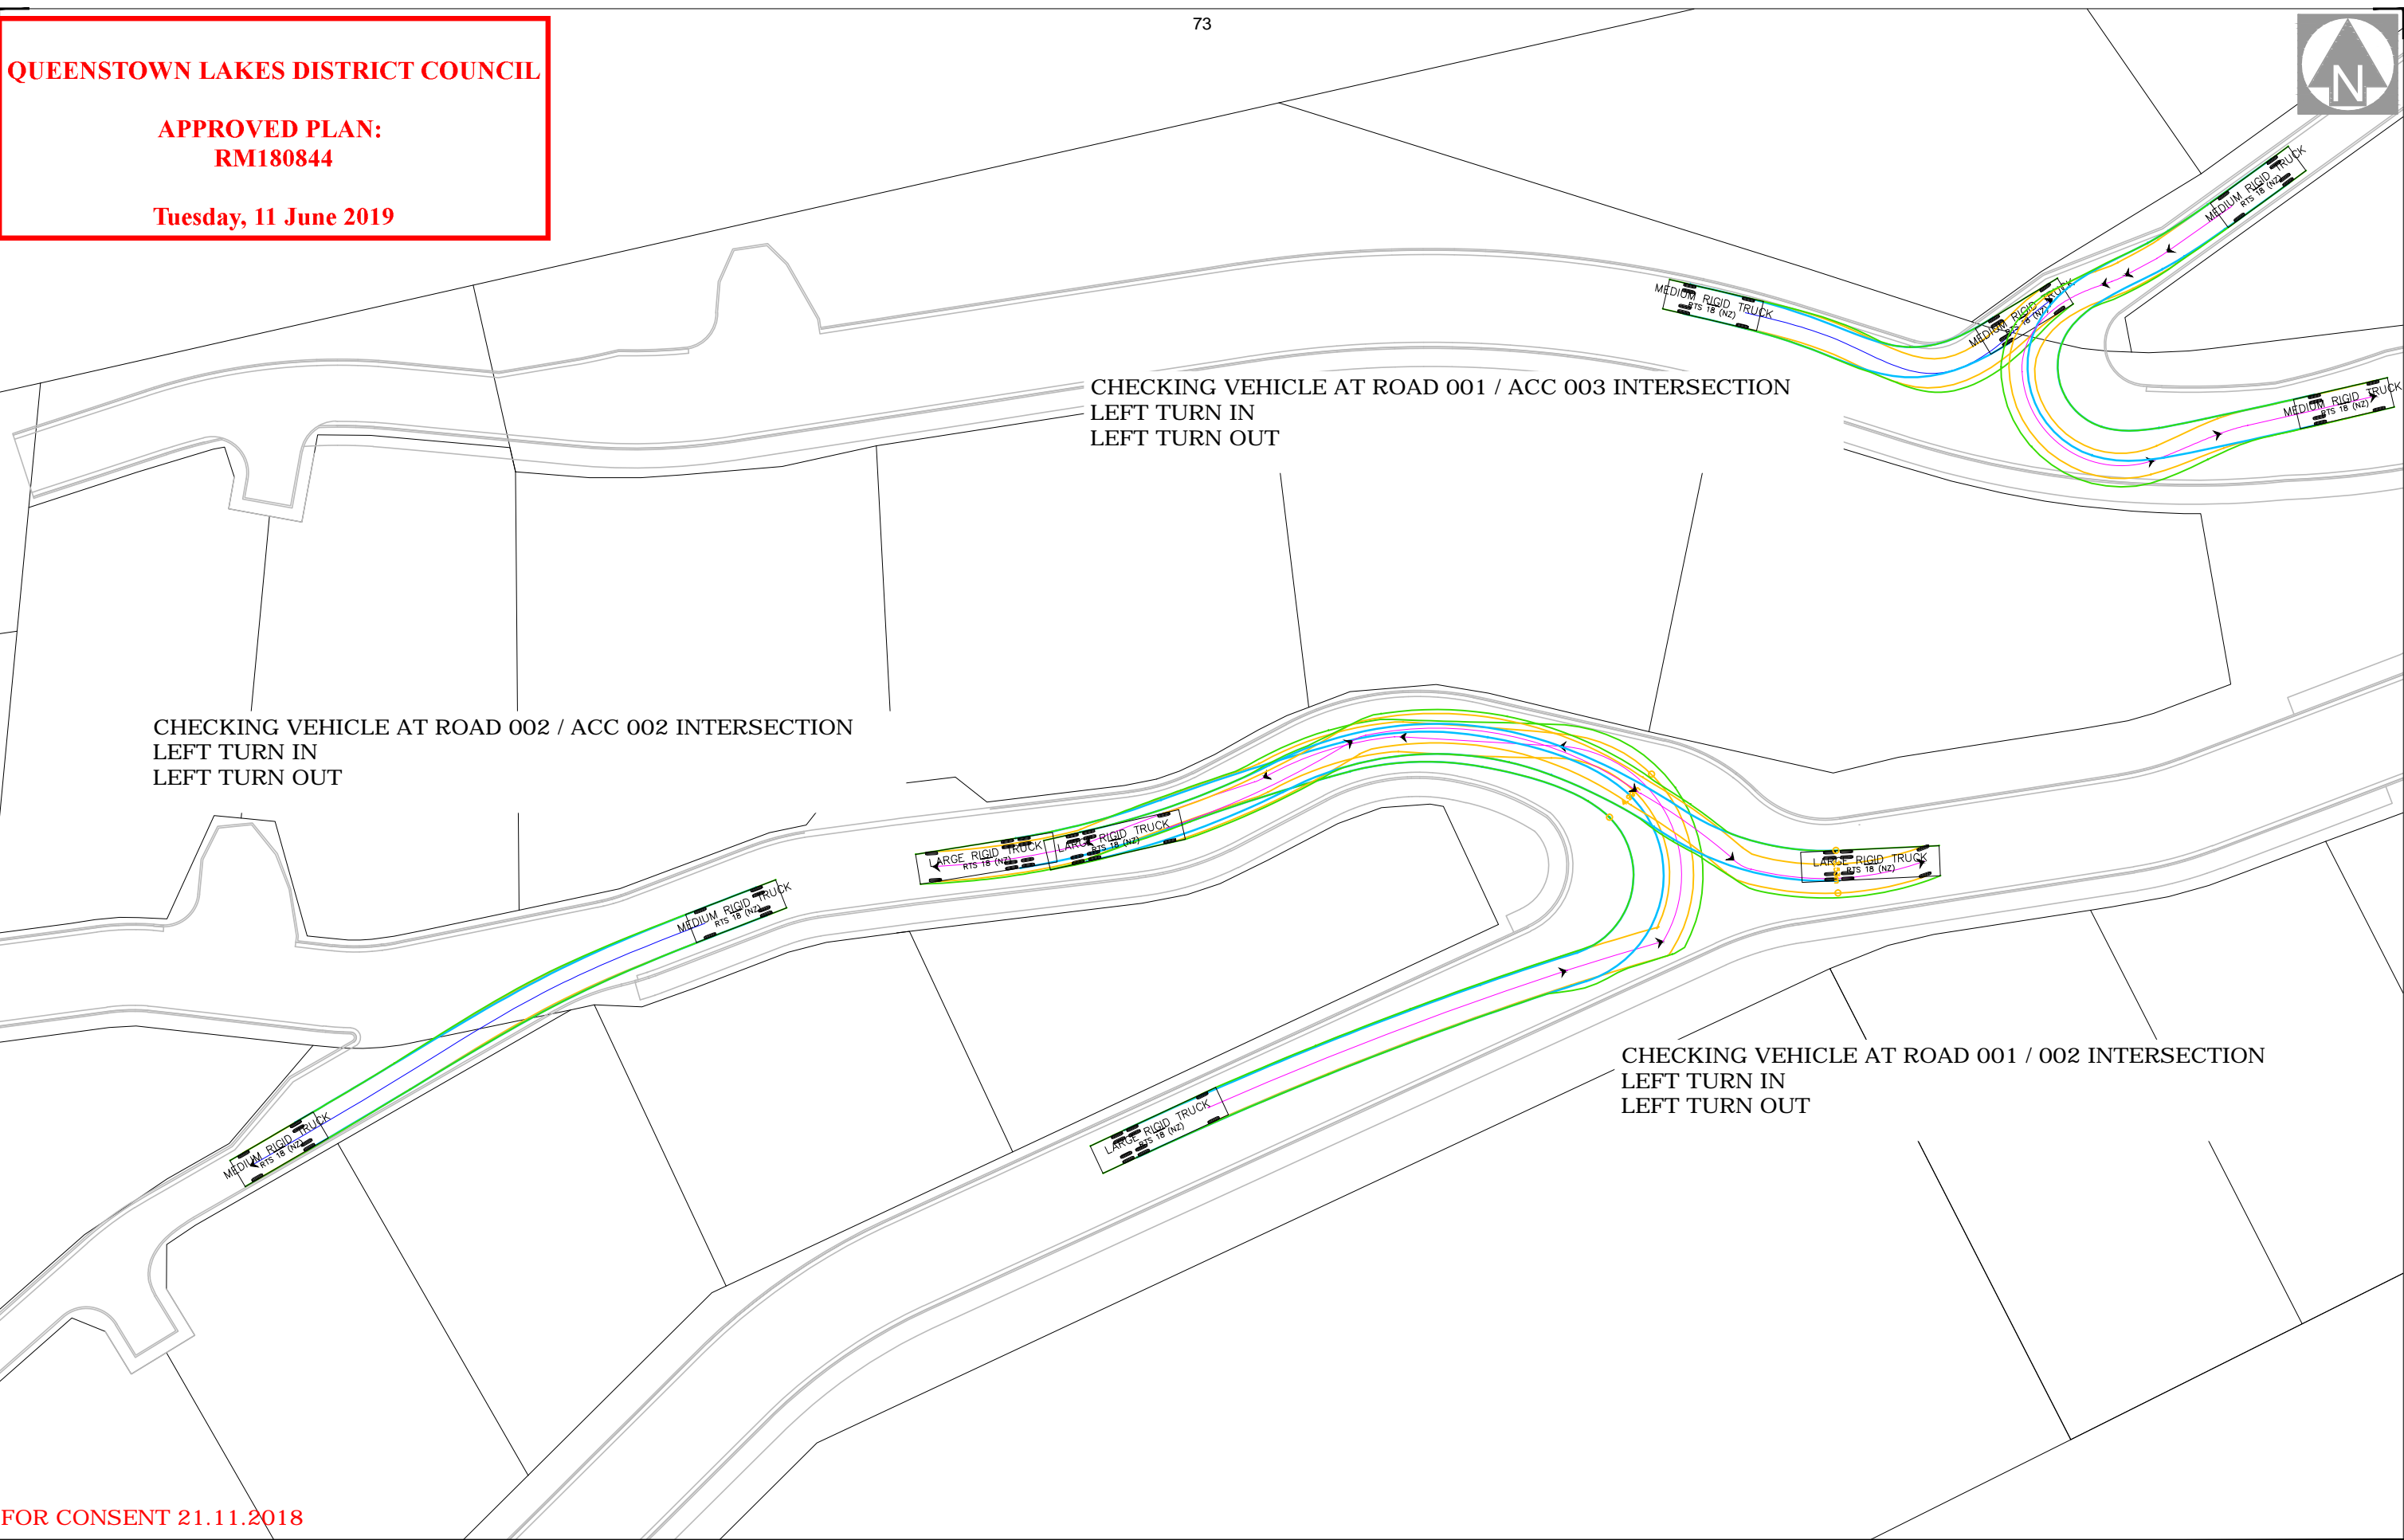 73
QUEENSTOWN LAKES DISTRICT COUNCIL
APPROVED PLAN:
RM180844
Tuesday, 11 June 2019
N
MEDIUM RIGID TRUCK
RTS 18 (NZ)
MEDIUM RIGID TRUCK
RTS 18 (NZ)
MEDIUM RIGID TRUCK
RTS 18 (NZ)
MEDIUM RIGID TRUCK
RTS 18 (NZ)
CHECKING VEHICLE AT ROAD 001 / ACC 003 INTERSECTION
LEFT TURN IN
LEFT TURN OUT
CHECKING VEHICLE AT ROAD 002 / ACC 002 INTERSECTION
LEFT TURN IN
LEFT TURN OUT
LARGE RIGID TRUCK
RTS 18 (NZ)
LARGE RIGID TRUCK
RTS 18 (NZ)
LARGE RIGID TRUCK
RTS 18 (NZ)
MEDIUM RIGID TRUCK
RTS 18 (NZ)
MEDIUM RIGID TRUCK
RTS 18 (NZ)
LARGE RIGID TRUCK
RTS 18 (NZ)
CHECKING VEHICLE AT ROAD 001 / 002 INTERSECTION
LEFT TURN IN
LEFT TURN OUT
FOR CONSENT 21.11.2018